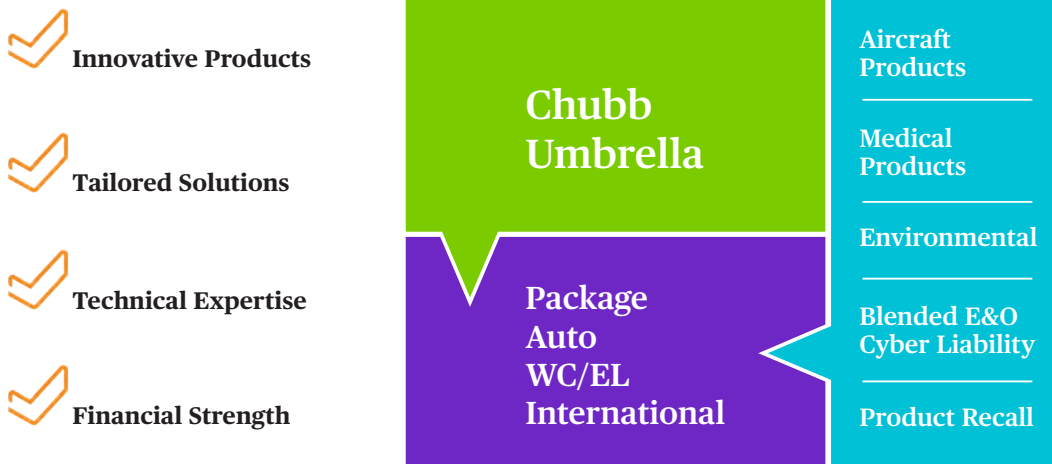 Innovative Products
Tailored Solutions
Technical Expertise
Financial Strength
Chubb
Umbrella
Package
Auto
WC/EL
International
Aircraft
Products
Medical
Products
Environmental
Blended E&O
Cyber Liability
Product Recall